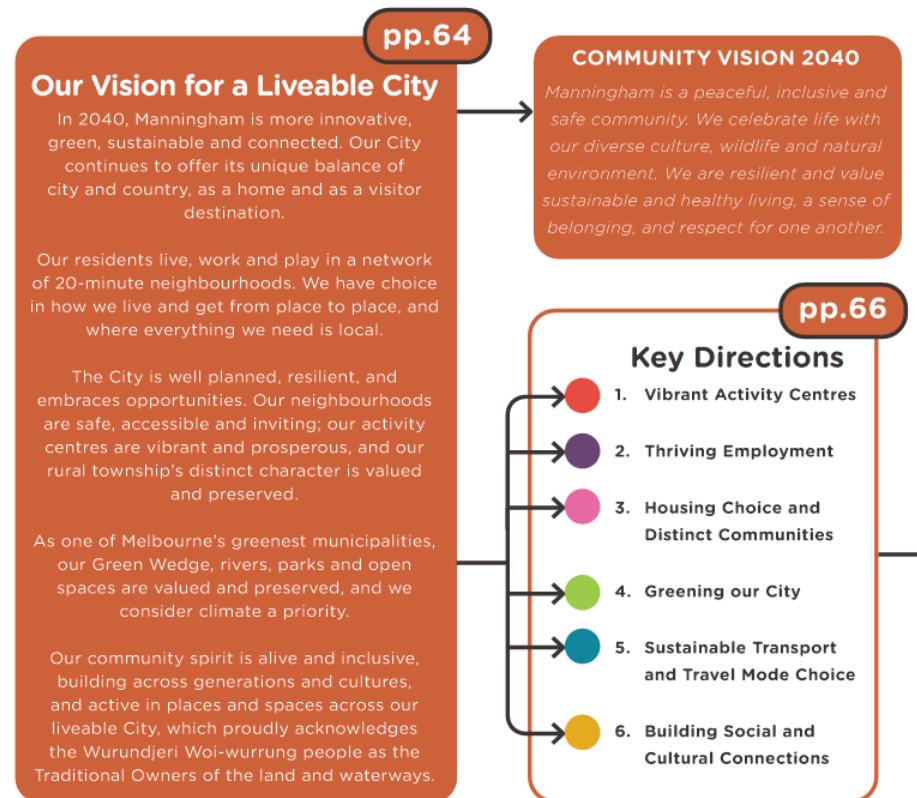 pp.64
Our Vision for a Liveable City
In 2040, Manningham is more innovative,
green, sustainable and connected. Our City
continues to offer its unique balance of
city and country, as a home and as a visitor
destination.
Our residents live, work and play in a network
of 20-minute neighbourhoods. We have choice
in how we live and get from place to place, and
where everything we need is local.
The City is well planned, resilient, and
embraces opportunities. Our neighbourhoods
are safe, accessible and inviting; our activity
centres are vibrant and prosperous, and our
rural township's distinct character is valued
and preserved.
As one of Melbourne's greenest municipalities,
our Green Wedge, rivers, parks and open
spaces are valued and preserved, and we
consider climate a priority.
Our community spirit is alive and inclusive,
building across generations and cultures,
and active in places and spaces across our
liveable City, which proudly acknowledges
the Wurundjeri Woi-wurrung people as the
Traditional Owners of the land and waterways.
COMMUNITY VISION 2040
Manningham is a peaceful, inclusive and
safe community. We celebrate life with
our diverse culture, wildlife and natural
environment. We are resilient and value
sustainable and healthy living, a sense of
belonging, and respect for one another.
pp.66
Key Directions
1. Vibrant Activity Centres
2. Thriving Employment
3. Housing Choice and
Distinct Communities
4. Greening our City
5. Sustainable Transport
and Travel Mode Choice
6. Building Social and
Cultural Connections